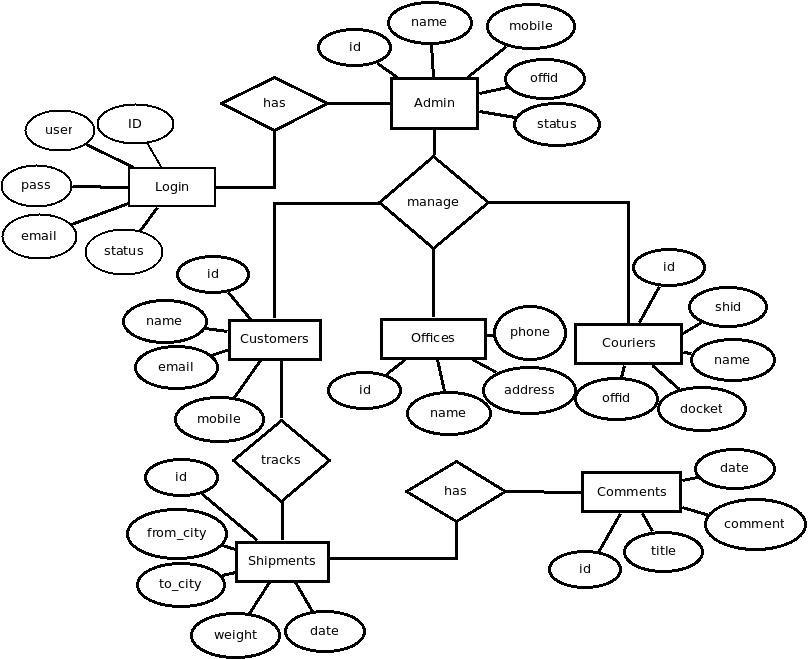 name
mobile
id
offid
has
Admin
status
ID
user
pass
Login
email
status
manage
id
name
Customers
email
mobile
Offices
phone
id
name
address
id
shid
Couriers
name
offid
docket
tracks
id
from_city
to_city
Shipments
weight
date
has
Comments
date
comment
title
id